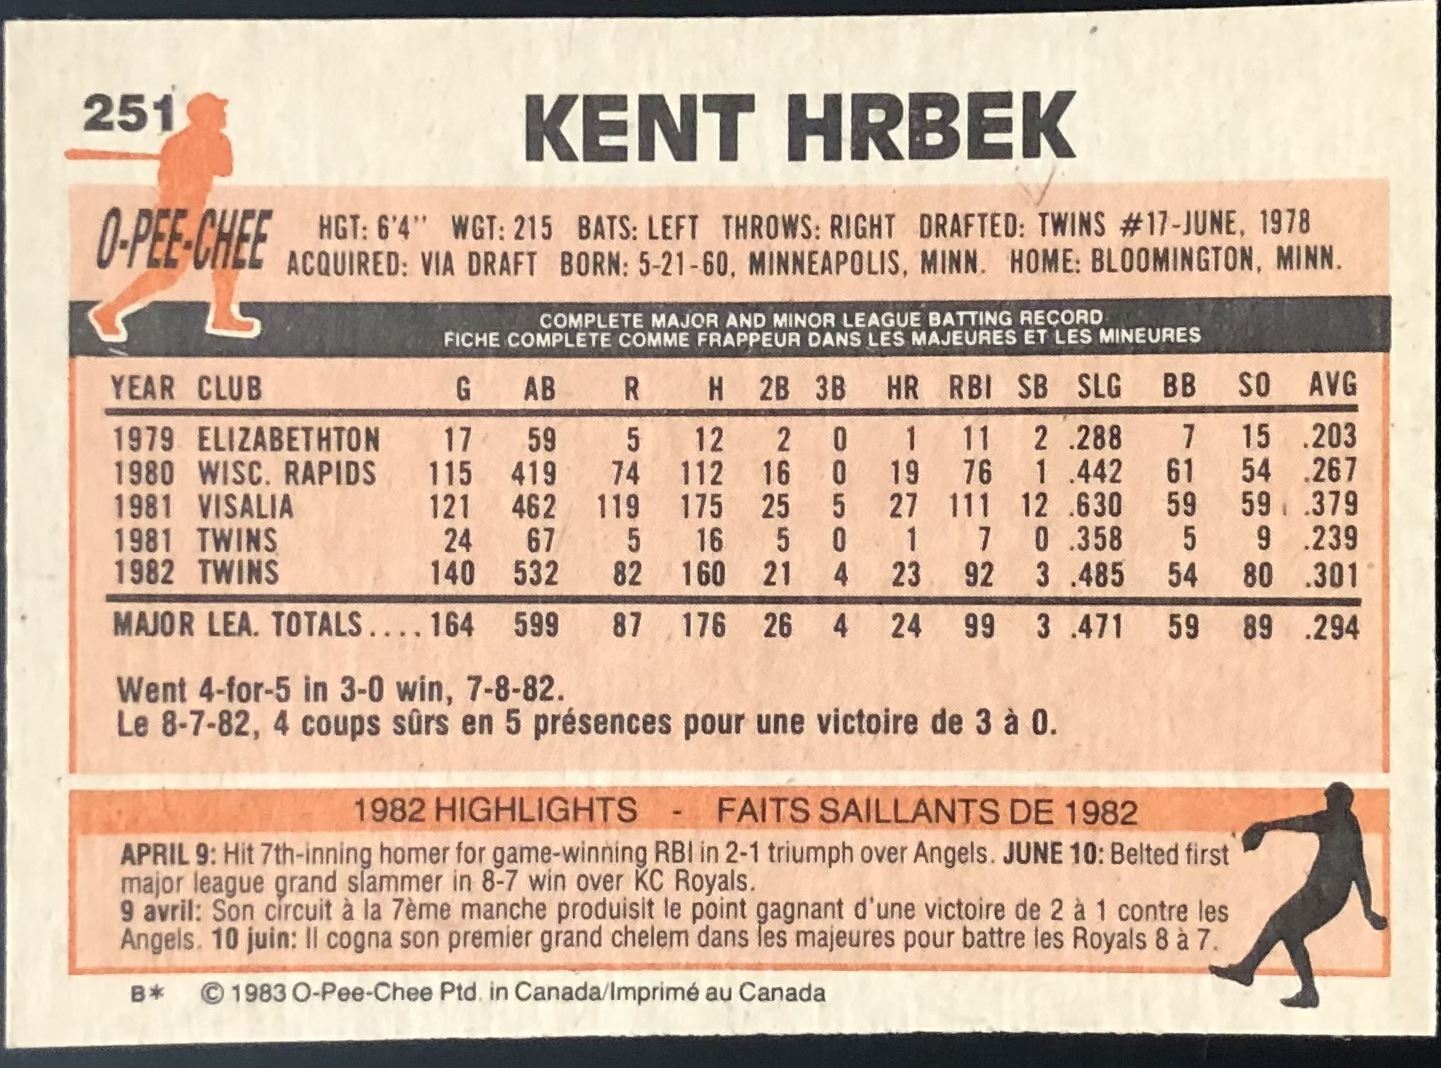 251
KENT HRBEK
O-PEE-CHEE
HGT: 6'4" WGT: 215 BATS: LEFT THROWS: RIGHT DRAFTED: TWINS #17-JUNE, 1978
ACQUIRED: VIA DRAFT BORN: 5-21-60, MINNEAPOLIS, MINN. HOME: BLOOMINGTON, MINN.
COMPLETE MAJOR AND MINOR LEAGUE BATTING RECORD
FICHE COMPLÈTE COMME FRAPPEUR DANS LES MAJEURES ET LES MINEURES
YEAR CLUB G AB R H 2B 3B HR RBI SB SLG BB SO AVG
1979 ELIZABETHTON 17 59 5 12 2 0 1 11 2 .288 7 15 .203
1980 WISC. RAPIDS 115 419 74 112 16 0 19 76 1 .442 61 54 .267
1981 VISALIA 121 462 119 175 25 5 27 111 12 .630 59 59 .379
1981 TWINS 24 67 5 16 5 0 1 7 0 .358 5 9 .239
1982 TWINS 140 532 82 160 21 4 23 92 3 .485 54 80 .301
MAJOR LEA. TOTALS.... 164 599 87 176 26 4 24 99 3 .471 59 89 .294
Went 4-for-5 in 3-0 win, 7-8-82.
Le 8-7-82, 4 coups sûrs en 5 présences pour une victoire de 3 à 0.
1982 HIGHLIGHTS - FAITS SAILLANTS DE 1982
APRIL 9: Hit 7th-inning homer for game-winning RBI in 2-1 triumph over Angels. JUNE 10: Belted first
major league grand slammer in 8-7 win over KC Royals.
9 avril: Son circuit à la 7ème manche produisit le point gagnant d'une victoire de 2 à 1 contre les
Angels. 10 juin: Il cogna son premier grand chelem dans les majeures pour battre les Royals 8 à 7.
B* © 1983 O-Pee-Chee Ptd. in Canada/Imprimé au Canada